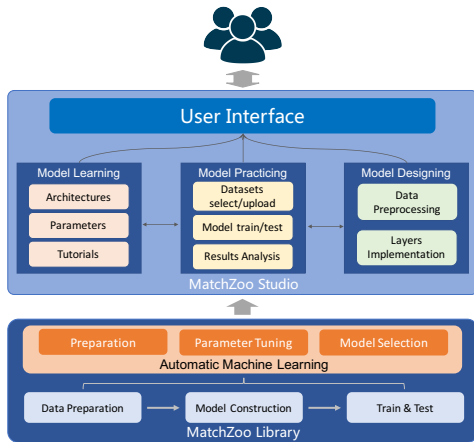 User Interface
Model Learning
Architectures
Parameters
Tutorials
Model Practicing
Datasets
select/upload
Model train/test
Results Analysis
Model Designing
Data
Preprocessing
Layers
Implementation
MatchZoo Studio
Preparation
Parameter Tuning
Model Selection
Automatic Machine Learning
Data Preparation
Model Construction
Train & Test
MatchZoo Library